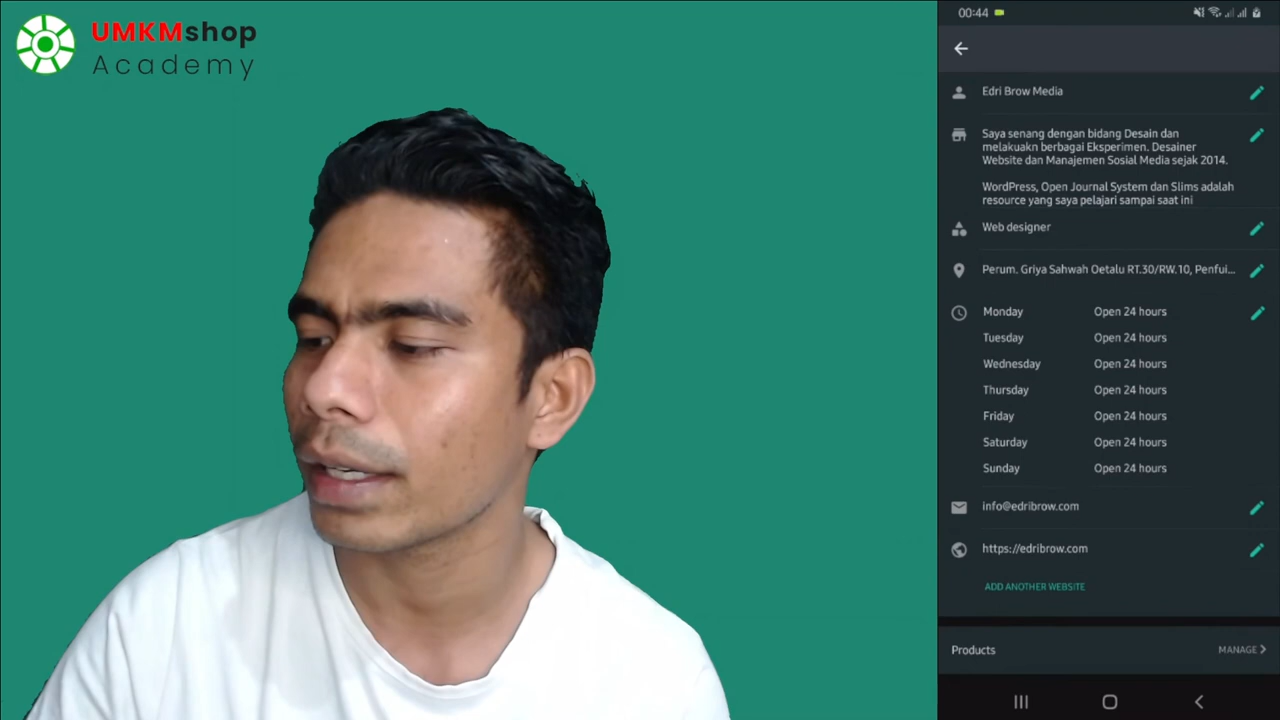 UMKMshop
Academy
00:44
Edri Brow Media
Saya senang dengan bidang Desain dan
melakuakn berbagai Eksperimen. Desainer
Website dan Manajemen Sosial Media sejak 2014.
WordPress, Open Journal System dan Slims adalah
resource yang saya pelajari sampai saat ini
Web designer
Perum. Griya Sahwah Oetalu RT.30/RW.10, Penfui...
Monday Open 24 hours
Tuesday Open 24 hours
Wednesday Open 24 hours
Thursday Open 24 hours
Friday Open 24 hours
Saturday Open 24 hours
Sunday Open 24 hours
info@edribrow.com
https://edribrow.com
ADD ANOTHER WEBSITE
Products MANAGE